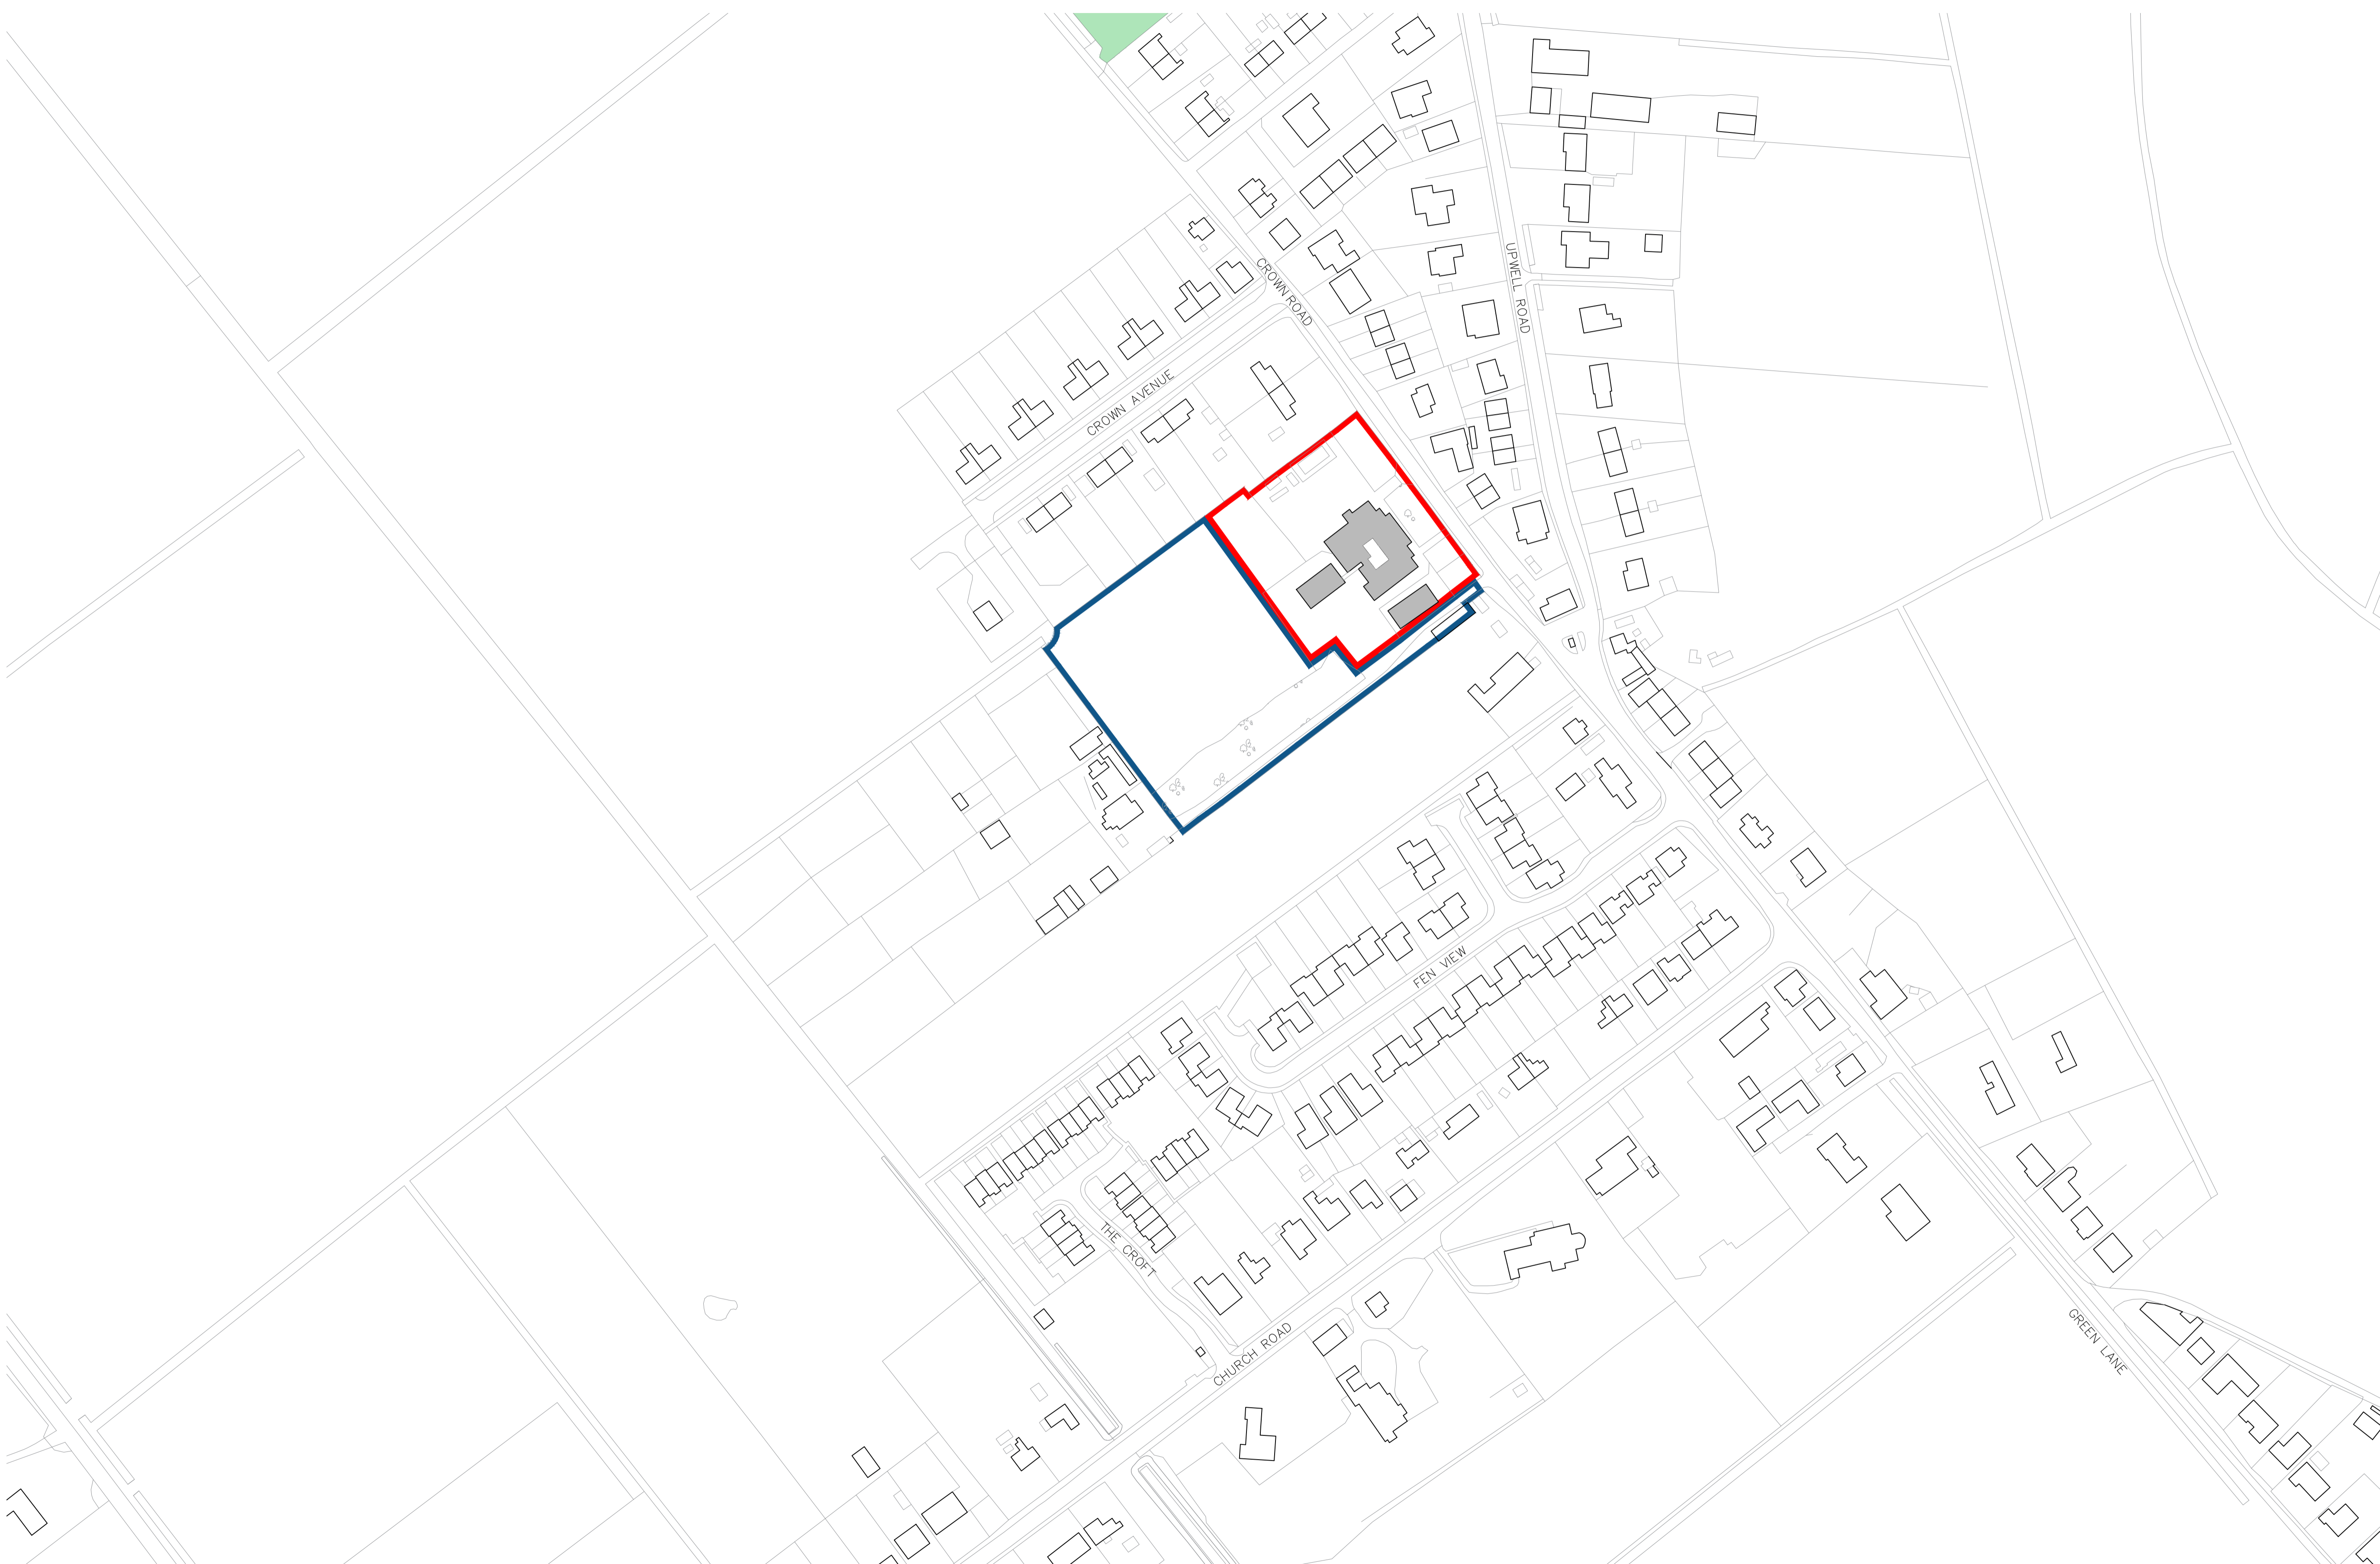 CROWN ROAD
UPWELL ROAD
CROWN AVENUE
FEN VIEW
THE CROFT
CHURCH ROAD
GREEN LANE